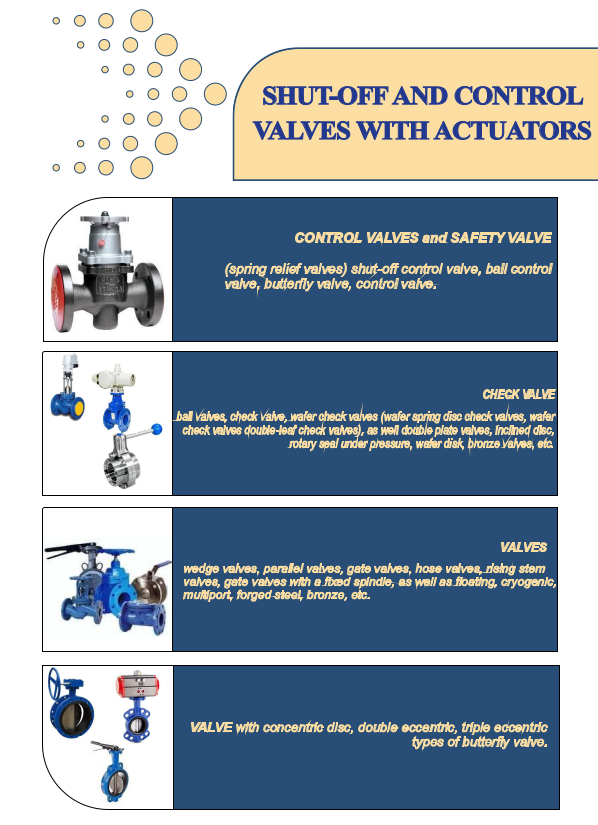 SHUT-OFF AND CONTROL
VALVES WITH ACTUATORS
CONTROL VALVES and SAFETY VALVE
(spring relief valves) shut-off control valve, ball control
valve, butterfly valve, control valve.
CHECK VALVE
ball valves, check valve, wafer check valves (wafer spring disc check valves, wafer
check valves double-leaf check valves), as well double plate valves, inclined disc,
rotary seal under pressure, wafer disk, bronze valves, etc.
VALVES
wedge valves, parallel valves, gate valves, hose valves, rising stem
valves, gate valves with a fixed spindle, as well as floating, cryogenic,
multiport, forged steel, bronze, etc.
VALVE with concentric disc, double eccentric, triple eccentric
types of butterfly valve.